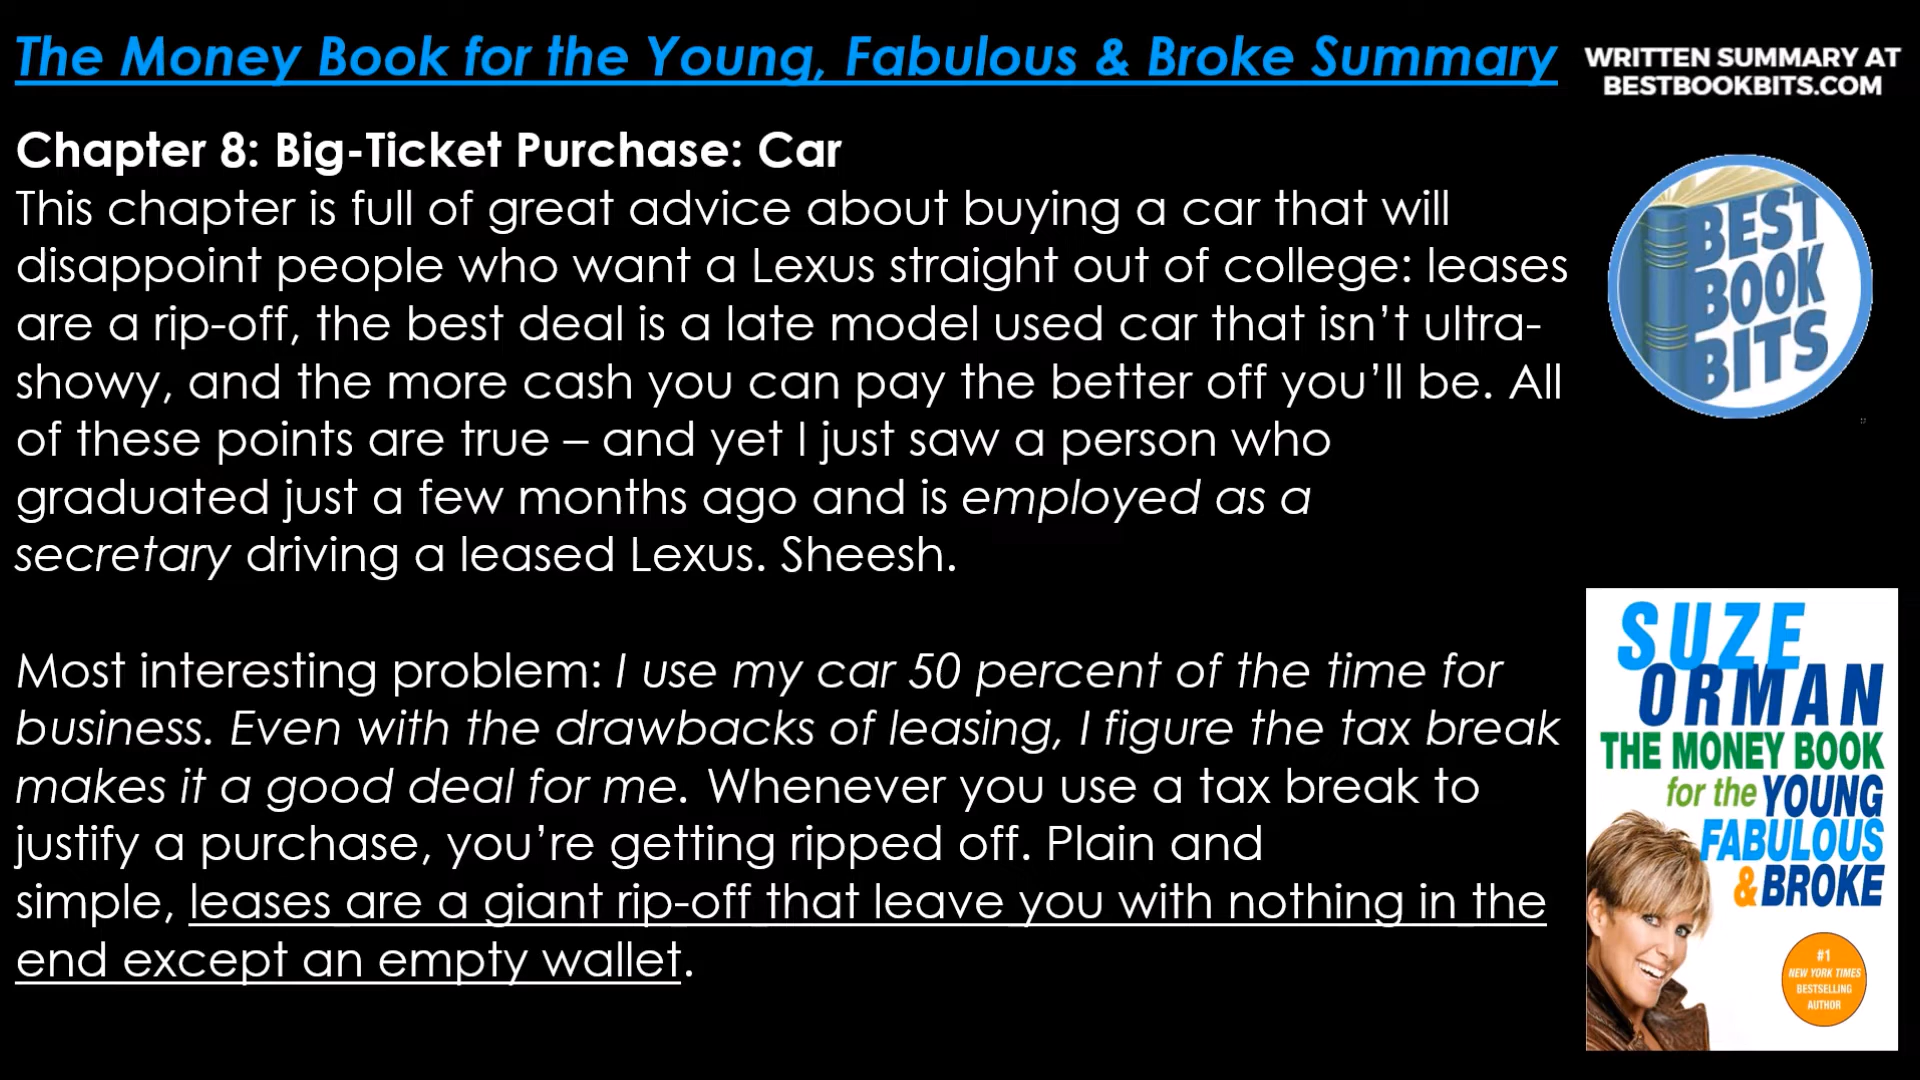 The Money Book for the Young, Fabulous & Broke Summary
WRITTEN SUMMARY AT
BESTBOOKBITS.COM
Chapter 8: Big-Ticket Purchase: Car
This chapter is full of great advice about buying a car that will
disappoint people who want a Lexus straight out of college: leases
are a rip-off, the best deal is a late model used car that isn’t ultra-
showy, and the more cash you can pay the better off you’ll be. All
of these points are true – and yet I just saw a person who
graduated just a few months ago and is employed as a
secretary driving a leased Lexus. Sheesh.
Most interesting problem: I use my car 50 percent of the time for
business. Even with the drawbacks of leasing, I figure the tax break
makes it a good deal for me. Whenever you use a tax break to
justify a purchase, you’re getting ripped off. Plain and
simple, leases are a giant rip-off that leave you with nothing in the
end except an empty wallet.
BEST
BOOK
BITS
SUZE
ORMAN
THE MONEY BOOK
for the YOUNG
FABULOUS
& BROKE
#1
NEW YORK TIMES
BESTSELLING
AUTHOR